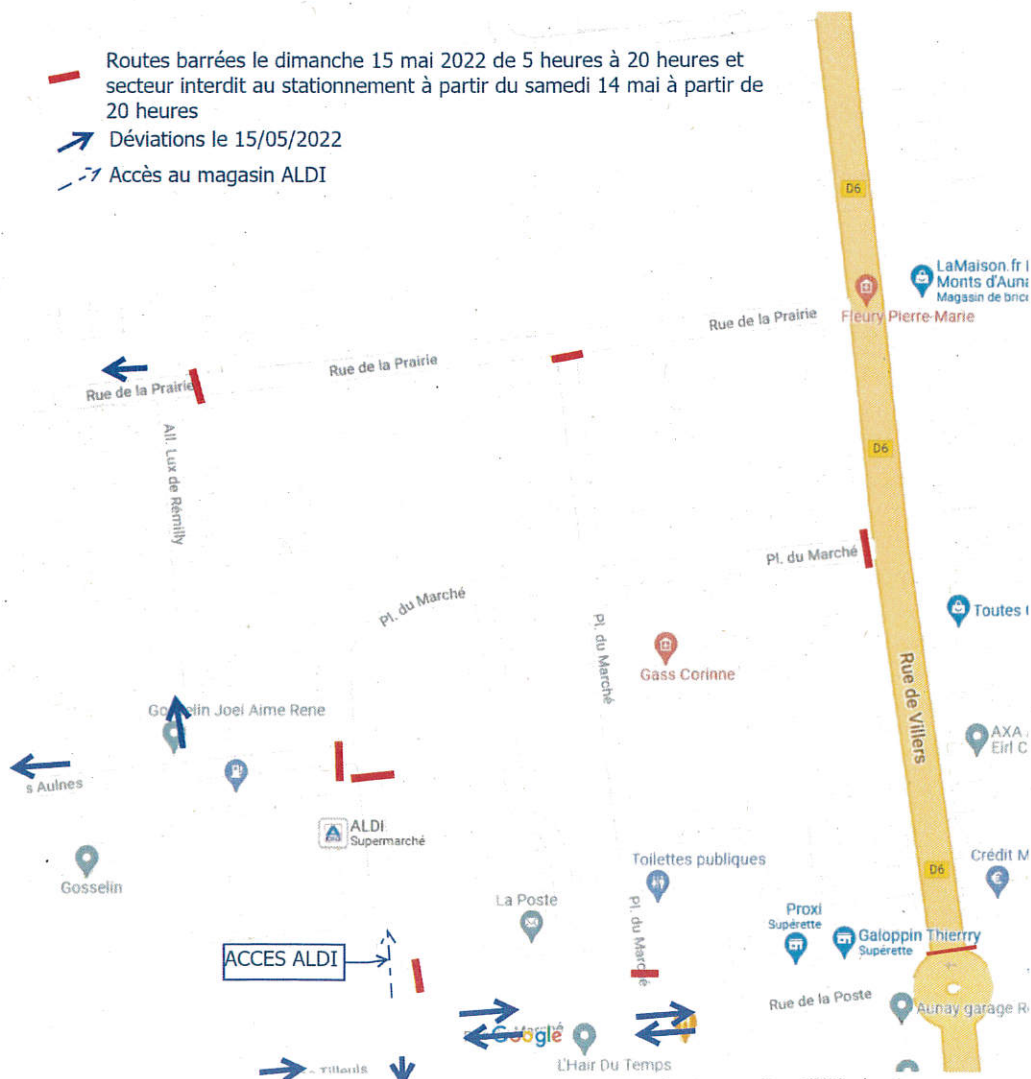 Routes barrées le dimanche 15 mai 2022 de 5 heures à 20 heures et
secteur interdit au stationnement à partir du samedi 14 mai à partir de
20 heures
Déviations le 15/05/2022
Accès au magasin ALDI
D6
LaMaison.fr
Monts d'Auna
Magasin de brico
Fleury Pierre-Marie
Rue de la Prairie
Rue de la Prairie
Rue de la Prairie
All. Lux de Rémilly
D6
Pl. du Marché
Pl. du Marché
Pl. du Marché
Toutes
Gass Corinne
Rue de Villers
Gosselin Joel Aime Rene
AXA
Eirl C
s Aulnes
ALDI
Supermarché
Gosselin
Toilettes publiques
D6
Crédit M
La Poste
Pl. du Marché
Proxi
Supérette
Galoppin Thierrry
Supérette
ACCES ALDI
Rue de la Poste
Aunay garage R
Google
L'Hair Du Temps
Tilleuls